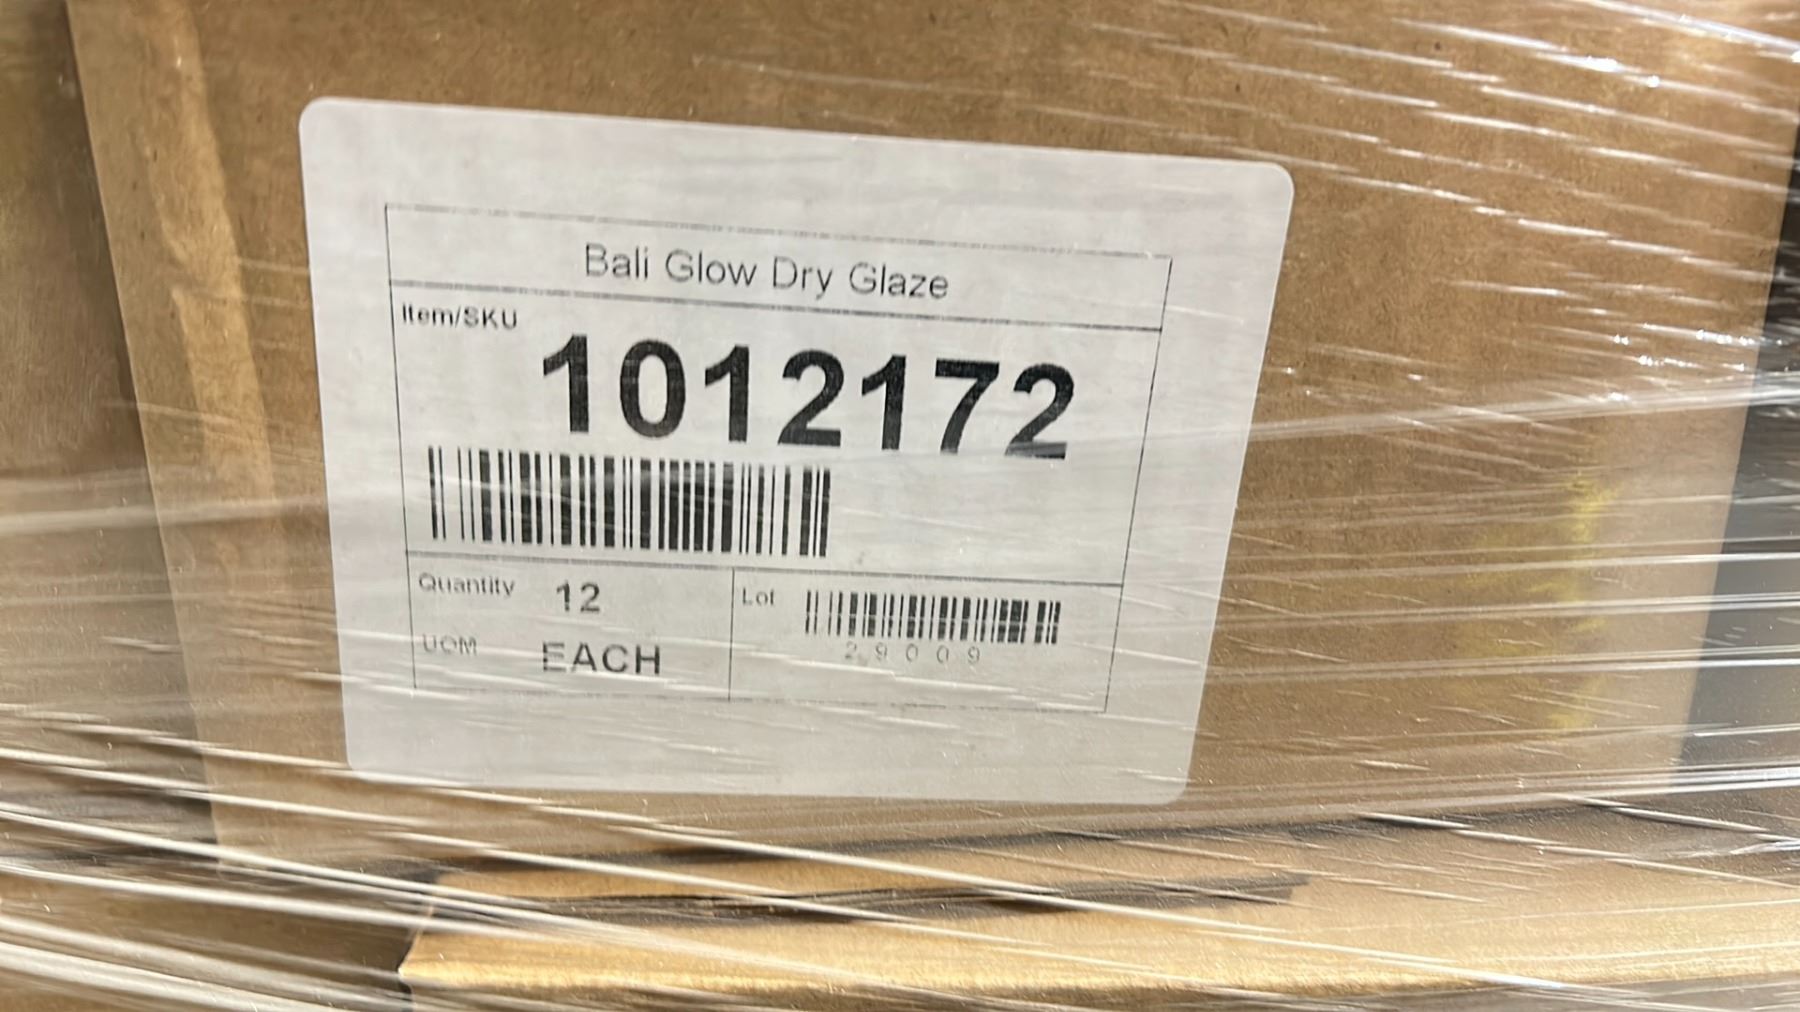 Bali Glow Dry Glaze
Item/SKU
1012172
Quantity 12
UOM EACH
Lot
29009